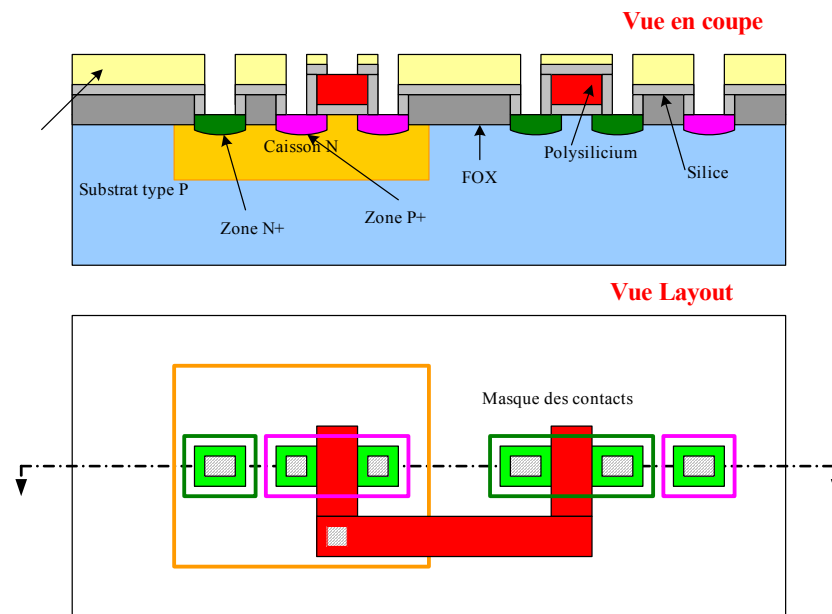 Vue en coupe
Caisson N
Polysilicium
Substrat type P
FOX
Silice
Zone N+
Zone P+
Vue Layout
Masque des contacts